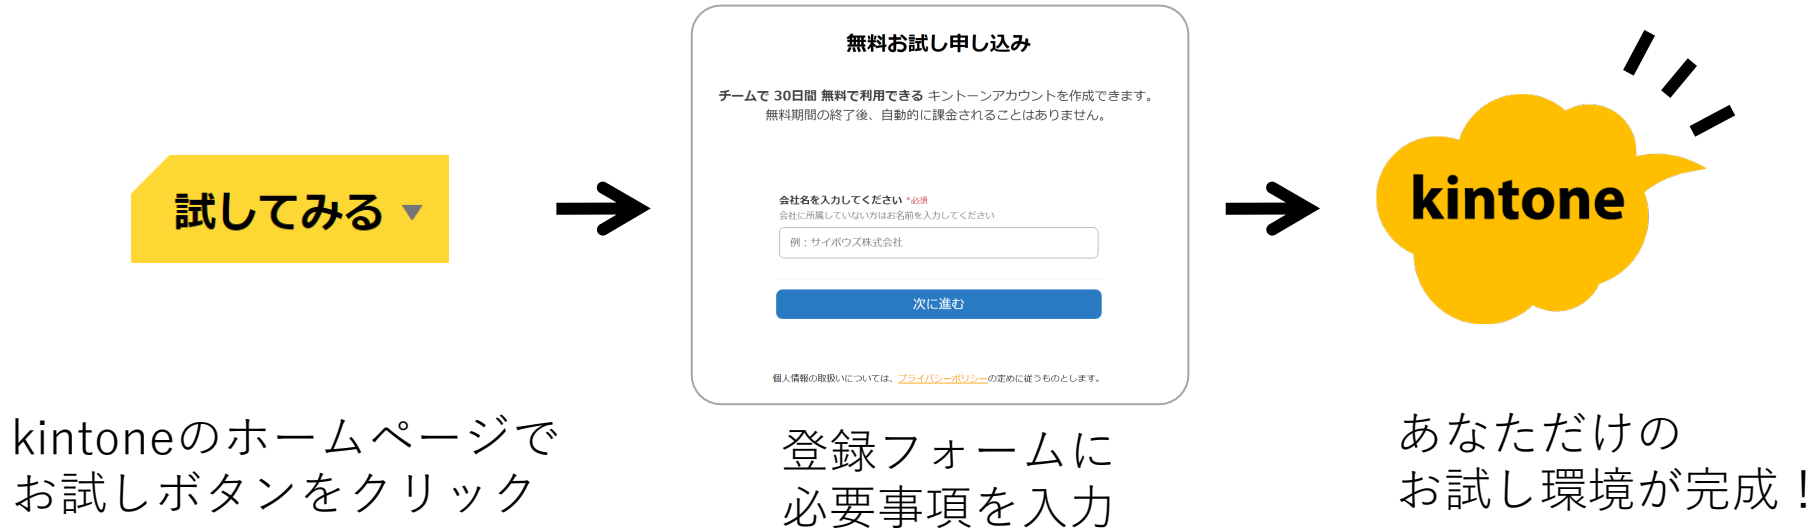 試してみる
kintoneのホームページで
お試しボタンをクリック
無料お試し申し込み
チームで 30日間 無料で利用できる キントーンアカウントを作成できます。
無料期間の終了後、自動的に課金されることはありません。
会社名を入力してください *必須
会社に所属していない方はお名前を入力してください
例：サイボウズ株式会社
次に進む
個人情報の取扱いについては、プライバシーポリシーの定めに従うものとします。
登録フォームに
必要事項を入力
kintone
あなただけの
お試し環境が完成！